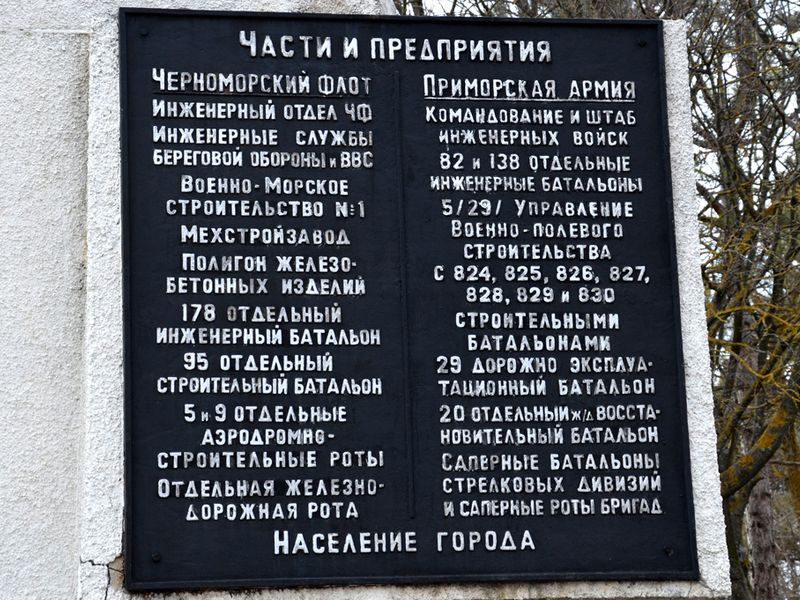 Части и предприятия
Черноморский флот
Инженерный отдел ЧФ
Инженерные службы
береговой обороны и ВВС
Военно-Морское
строительство №1
Мехстройзавод
Полигон железо-
бетонных изделий
178 отдельный
инженерный батальон
95 отдельный
строительный батальон
5 и 9 отдельные
аэродромно-
строительные роты
Отдельная железно-
дорожная рота
Приморская армия
Командование и штаб
инженерных войск
82 и 138 отдельные
инженерные батальоны
5/29/ Управление
Военно-полевого
строительства
с 824, 825, 826, 827,
828, 829 и 830
строительными
батальонами
29 дорожно эксплуа-
тационный батальон
20 отдельный ж/д восста-
новительный батальон
Саперные батальоны
стрелковых дивизий
и саперные роты бригад
Население города